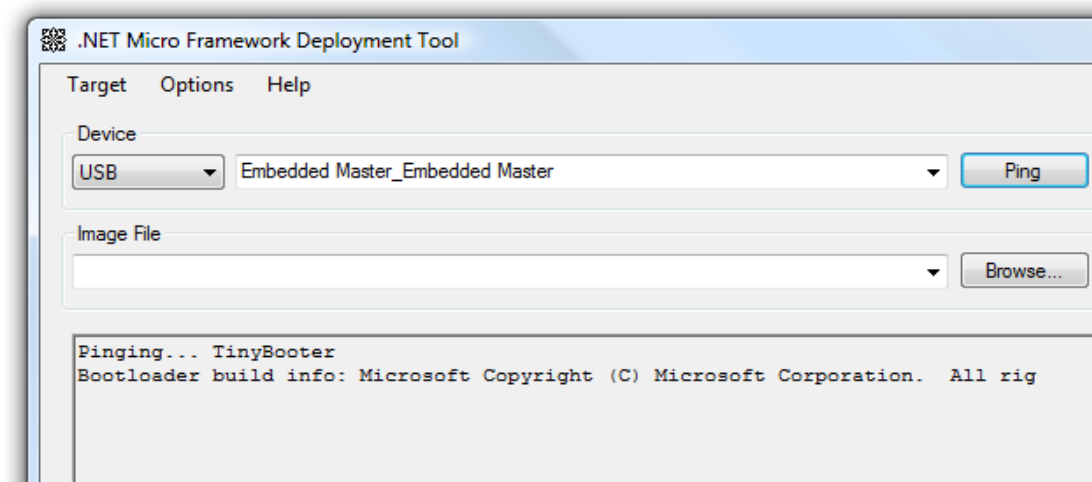 .NET Micro Framework Deployment Tool
Target Options Help
Device
USB Embedded Master_Embedded Master Ping
Image File
Browse...
Pinging... TinyBooter
Bootloader build info: Microsoft Copyright (C) Microsoft Corporation.  All rig